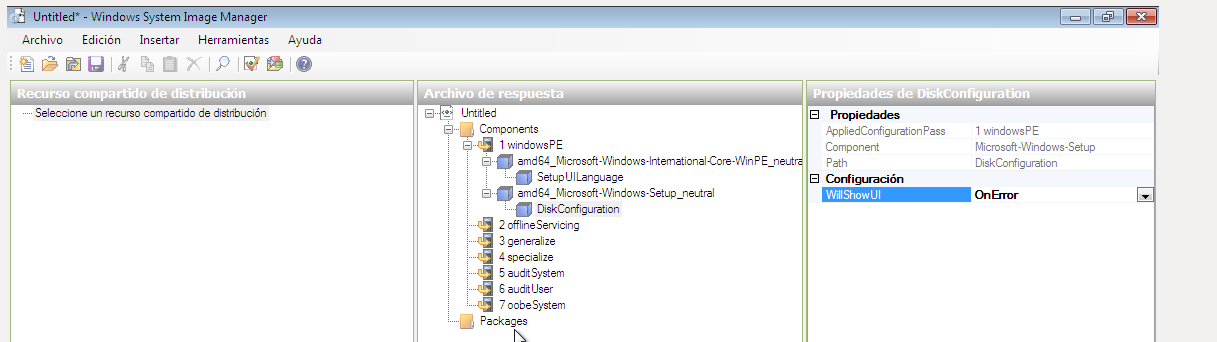 Untitled* - Windows System Image Manager
Archivo Edición Insertar Herramientas Ayuda
Recurso compartido de distribución
Seleccione un recurso compartido de distribución
Archivo de respuesta
Untitled
Components
1 windowsPE
amd64_Microsoft-Windows-International-Core-WinPE_neutra
SetupUILanguage
amd64_Microsoft-Windows-Setup_neutral
DiskConfiguration
2 offlineServicing
3 generalize
4 specialize
5 auditSystem
6 auditUser
7 oobeSystem
Packages
Propiedades de DiskConfiguration
Propiedades
AppliedConfigurationPass 1 windowsPE
Component Microsoft-Windows-Setup
Path DiskConfiguration
Configuración
WillShowUI OnError